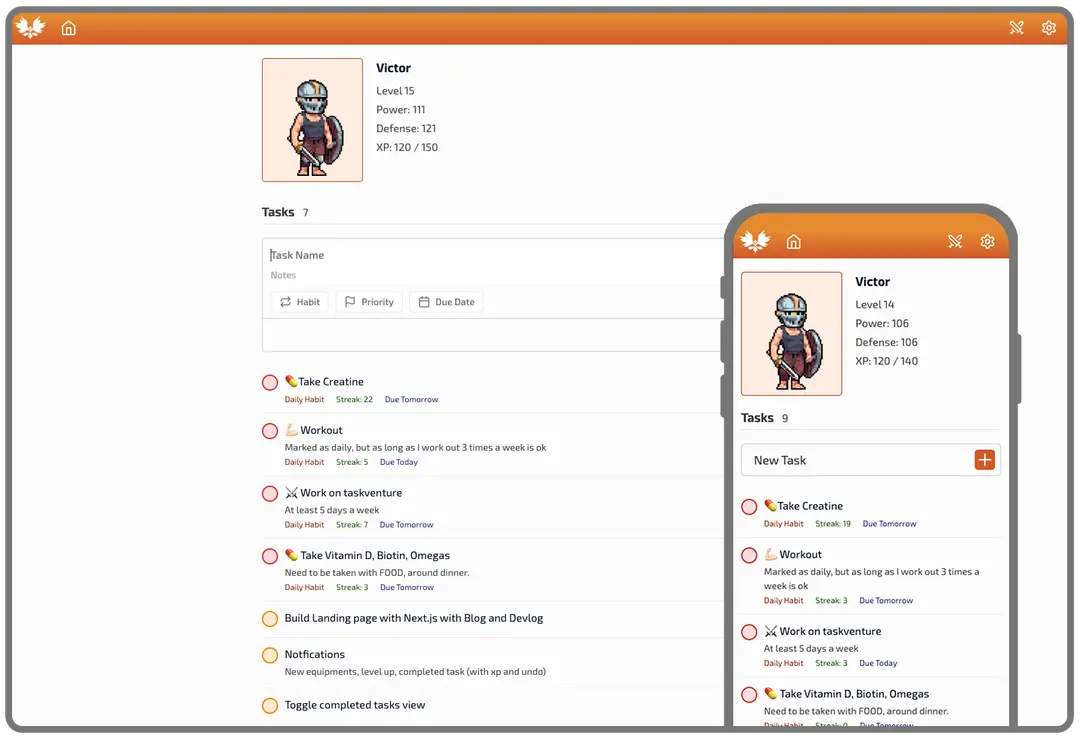 Victor
Level 15
Power: 111
Defense: 121
XP: 120 / 150
Tasks 7
Task Name
Notes
Habit Priority Due Date
Take Creatine
Daily Habit Streak: 22 Due Tomorrow
Workout
Marked as daily, but as long as I work out 3 times a week is ok
Daily Habit Streak: 5 Due Today
Work on taskventure
At least 5 days a week
Daily Habit Streak: 7 Due Tomorrow
Take Vitamin D, Biotin, Omegas
Need to be taken with FOOD, around dinner.
Daily Habit Streak: 3 Due Tomorrow
Build Landing page with Next.js with Blog and Devlog
Notfications
New equipments, level up, completed task (with xp and undo)
Toggle completed tasks view
Victor
Level 14
Power: 106
Defense: 106
XP: 120 / 140
Tasks 9
New Task
Take Creatine
Daily Habit Streak: 19 Due Tomorrow
Workout
Marked as daily, but as long as I work out 3 times a
week is ok
Daily Habit Streak: 3 Due Tomorrow
Work on taskventure
At least 5 days a week
Daily Habit Streak: 3 Due Today
Take Vitamin D, Biotin, Omegas
Need to be taken with FOOD, around dinner.
Daily Habit Streak: 0 Due Tomorrow